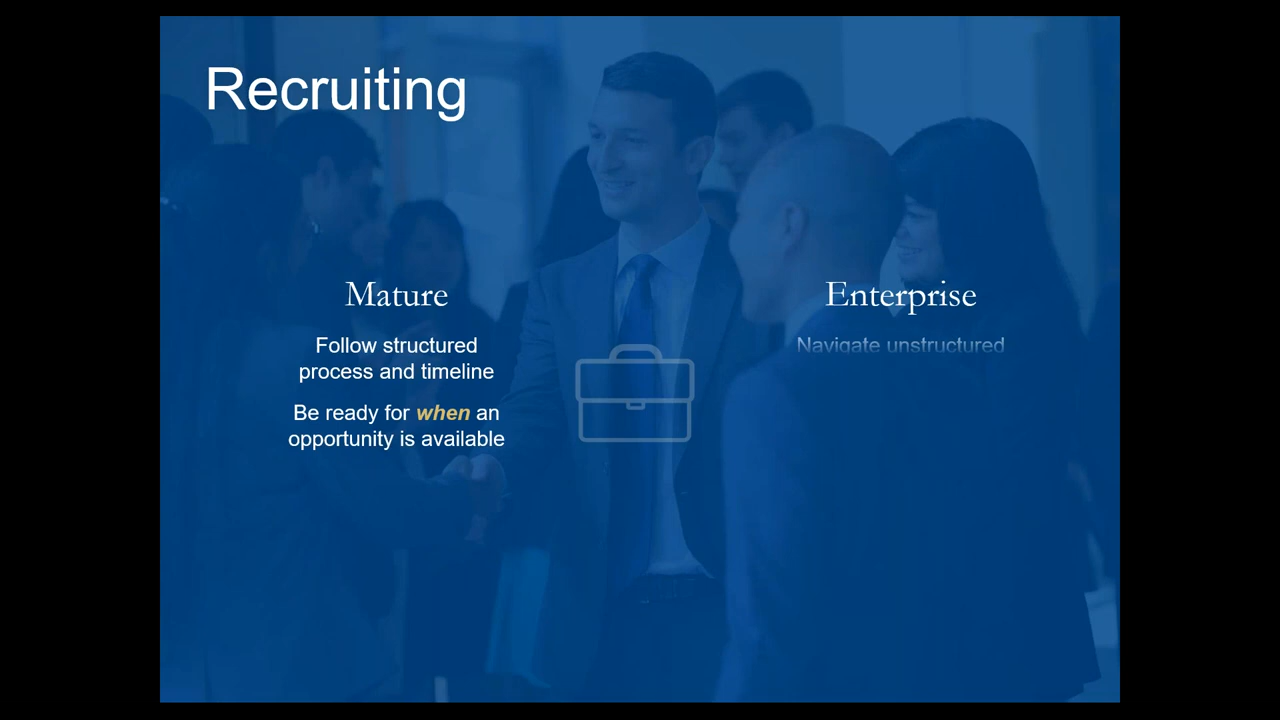 Recruiting
Mature
Follow structured
process and timeline
Be ready for when an
opportunity is available
Enterprise
Navigate unstructured